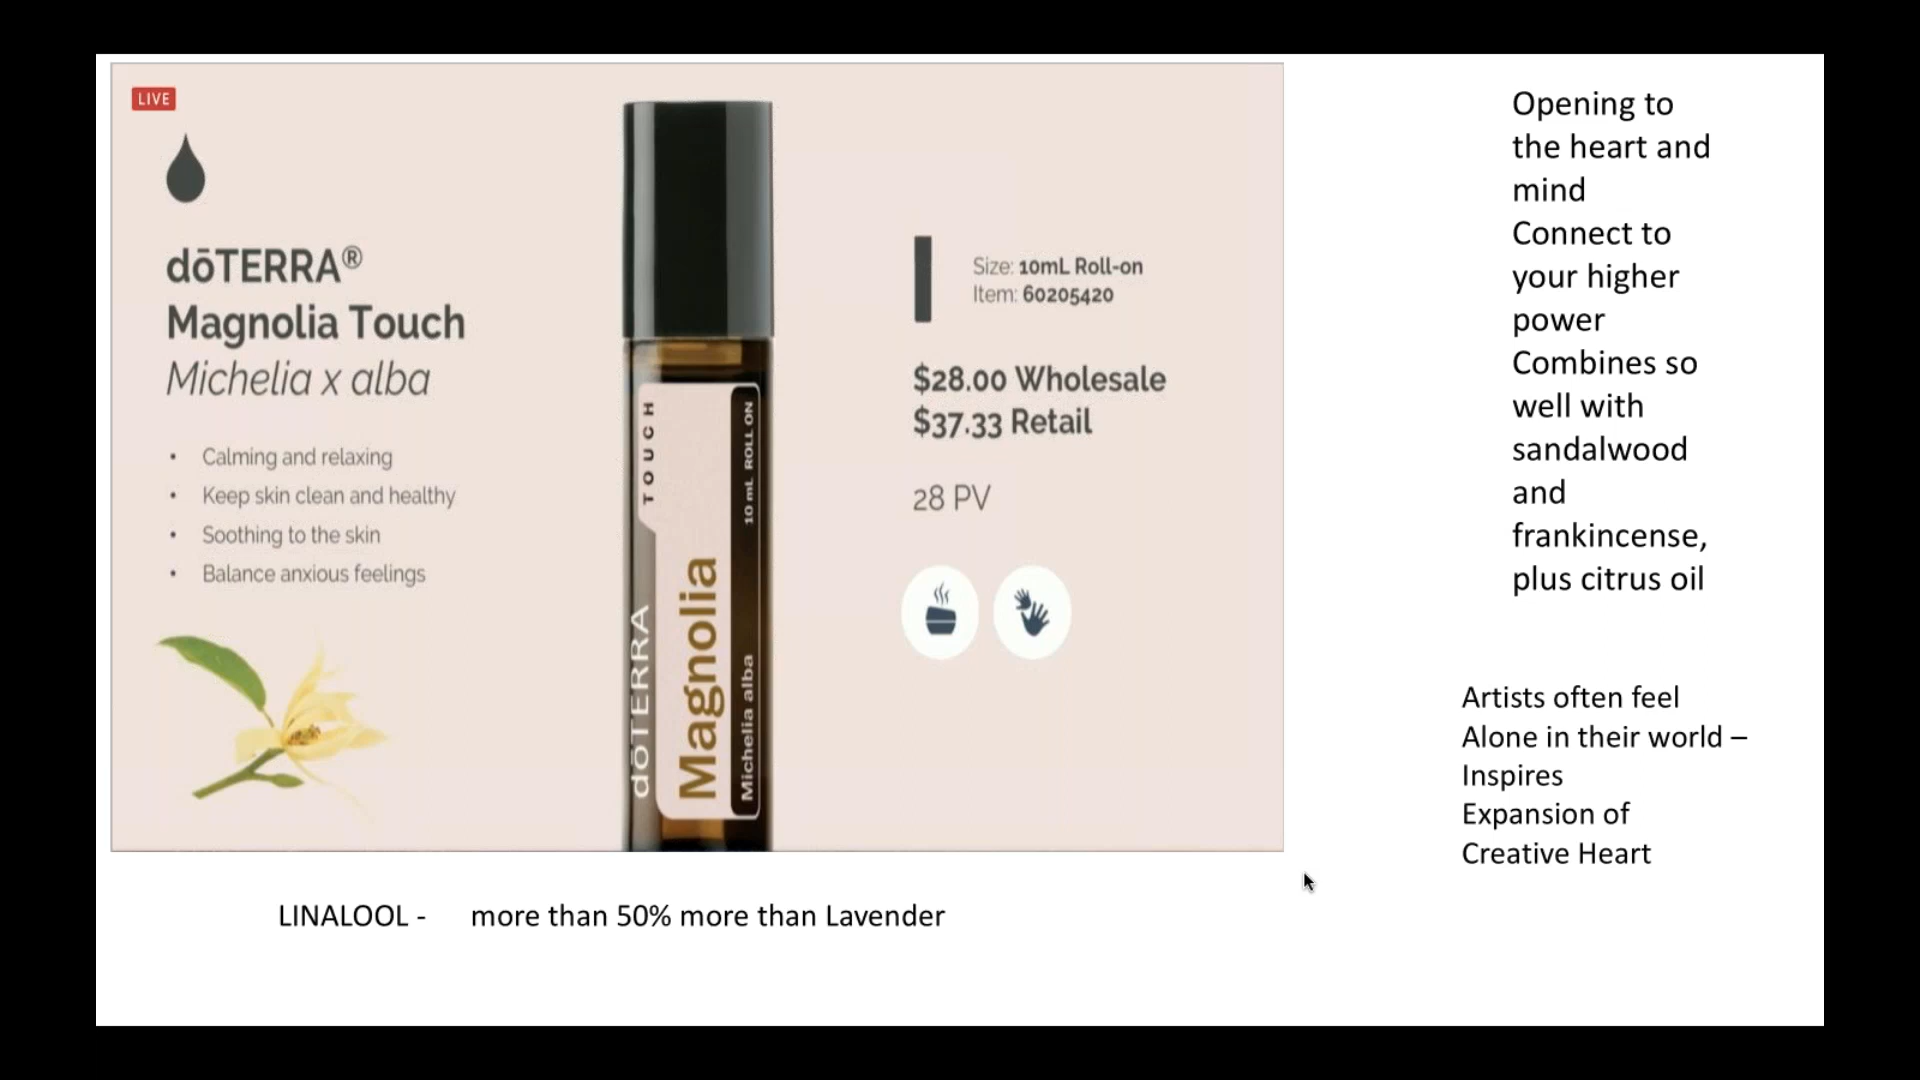 LIVE
dōTERRA®
Magnolia Touch
Michelia x alba
• Calming and relaxing
• Keep skin clean and healthy
• Soothing to the skin
• Balance anxious feelings
dōTERRA TOUCH
Magnolia
Michelia alba 10 mL ROLL ON
Size: 10mL Roll-on
Item: 60205420
$28.00 Wholesale
$37.33 Retail
28 PV
Opening to
the heart and
mind
Connect to
your higher
power
Combines so
well with
sandalwood
and
frankincense,
plus citrus oil
Artists often feel
Alone in their world –
Inspires
Expansion of
Creative Heart
LINALOOL - more than 50% more than Lavender